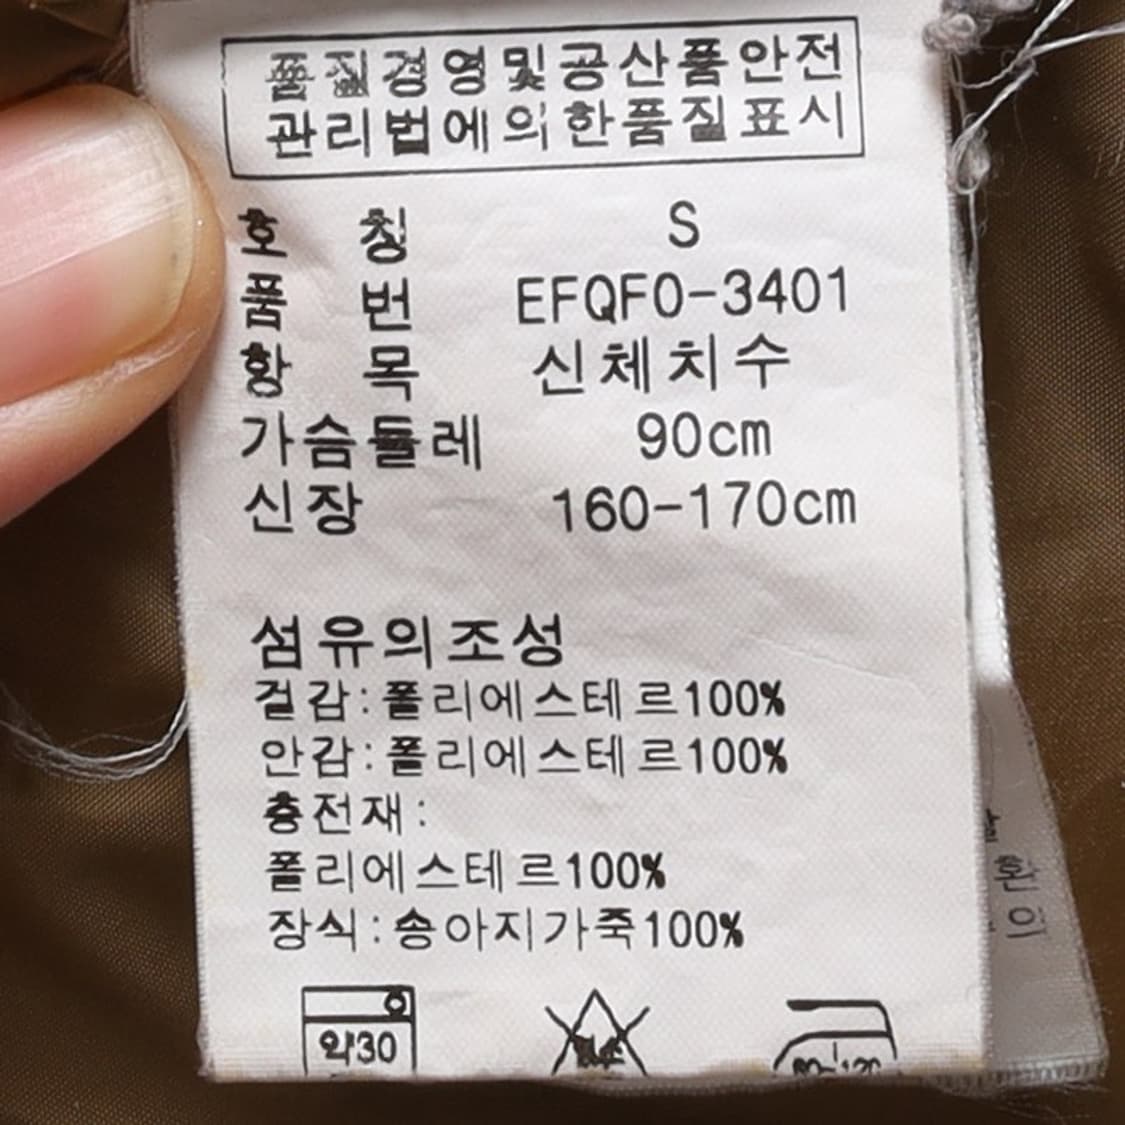 품질경영및공산품안전
관리법에의한품질표시
호 칭 S
품 번 EFQF0-3401
항 목 신체치수
가슴둘레 90cm
신장 160-170cm
섬유의조성
겉감:폴리에스테르100%
안감:폴리에스테르100%
충전재:
폴리에스테르100%
장식:송아지가죽100%
약30
환
의